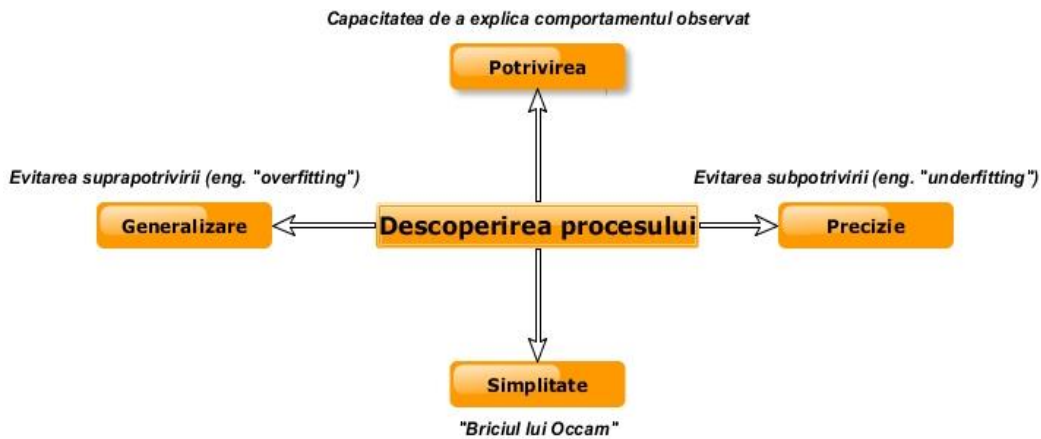 Capacitatea de a explica comportamentul observat
Potrivirea
Evitarea suprapotrivirii (eng. "overfitting")
Evitarea subpotrivirii (eng. "underfitting")
Generalizare
Descoperirea procesului
Precizie
Simplitate
"Briciul lui Occam"